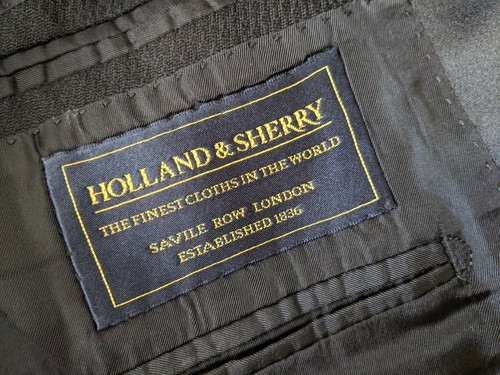 HOLLAND & SHERRY
THE FINEST CLOTHS IN THE WORLD
SAVILE ROW LONDON
ESTABLISHED 1836